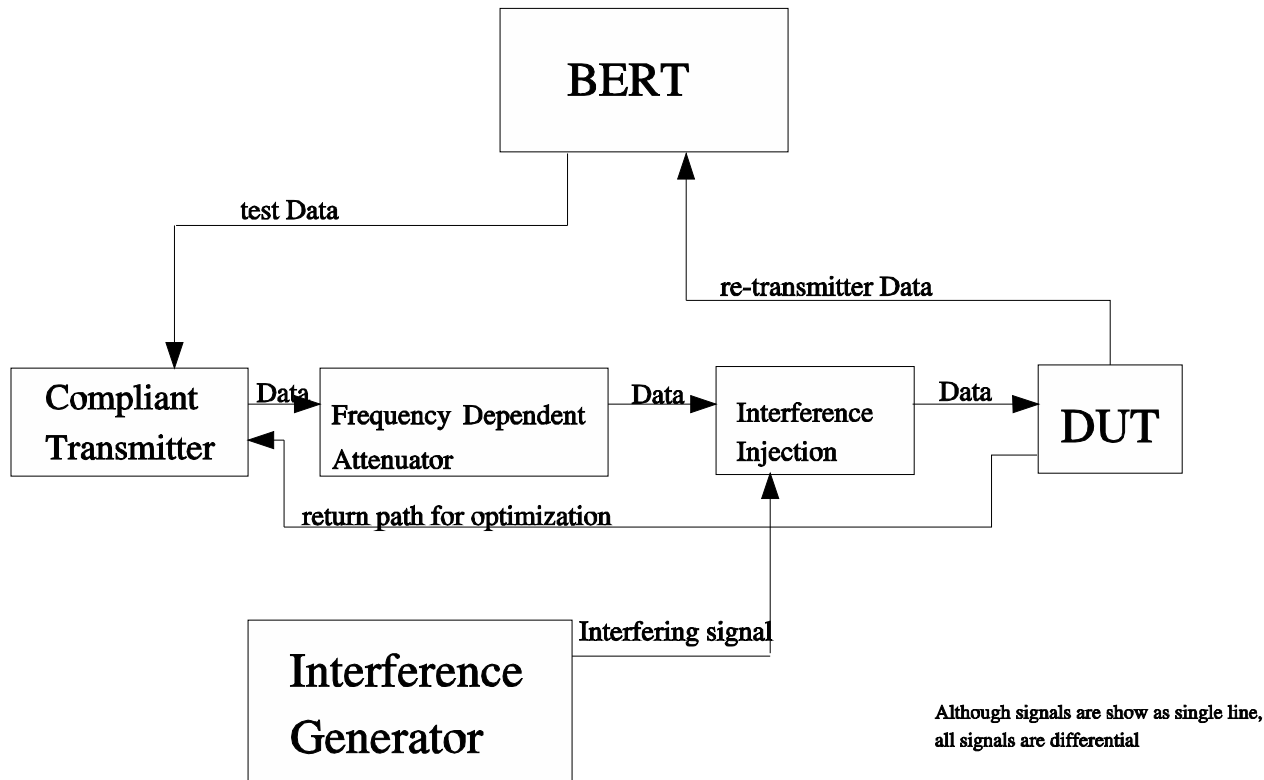 BERT
test Data
re-transmitter Data
Compliant
Transmitter
Data
Frequency Dependent
Attenuator
Data
Interference
Injection
Data
DUT
return path for optimization
Interfering signal
Interference
Generator
Although signals are show as single line,
all signals are differential